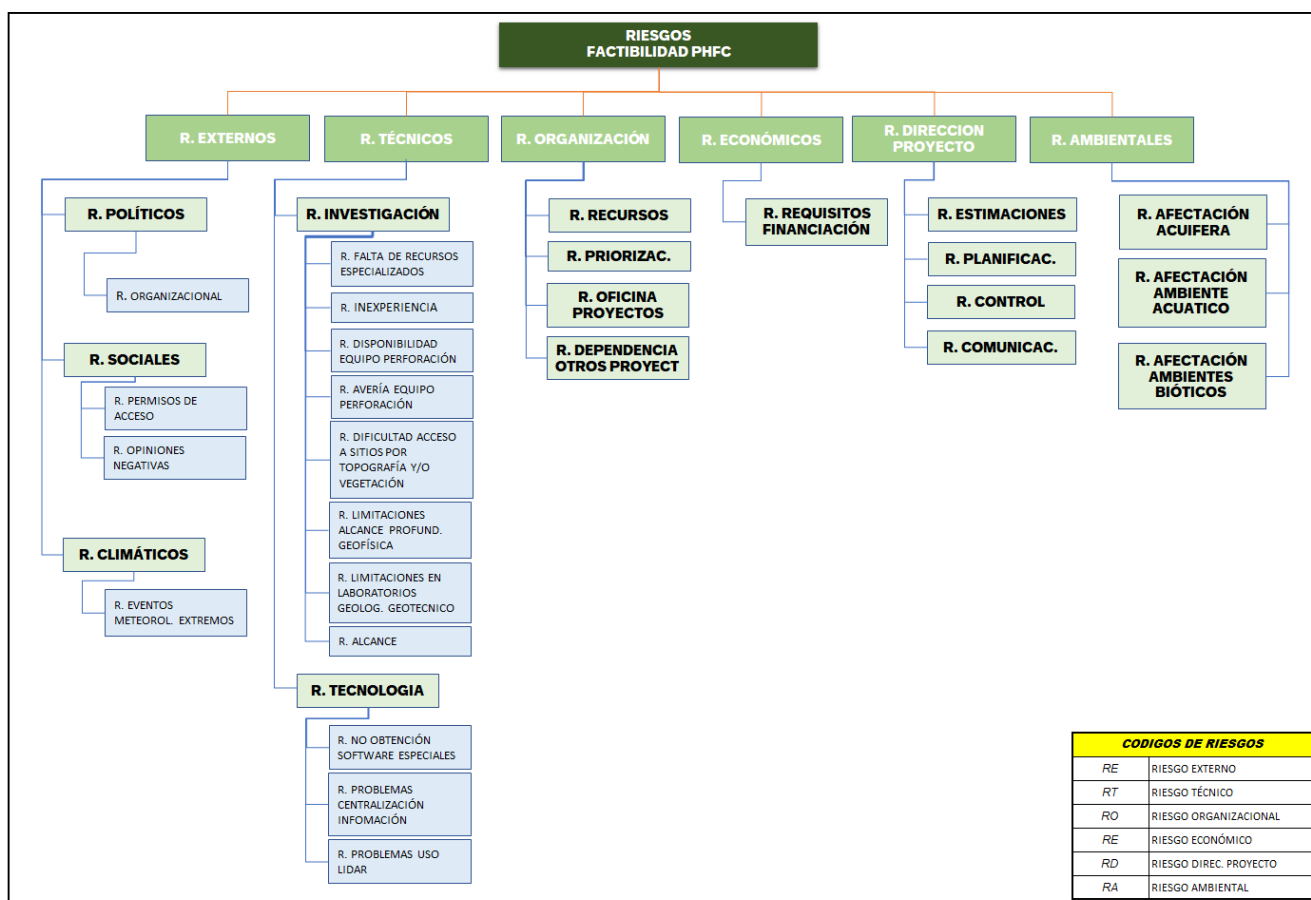 RIESGOS
FACTIBILIDAD PHFC
R. EXTERNOS
R. TÉCNICOS
R. ORGANIZACIÓN
R. ECONÓMICOS
R. DIRECCION
PROYECTO
R. AMBIENTALES
R. POLÍTICOS
R. ORGANIZACIONAL
R. SOCIALES
R. PERMISOS DE
ACCESO
R. OPINIONES
NEGATIVAS
R. CLIMÁTICOS
R. EVENTOS
METEOROL. EXTREMOS
R. INVESTIGACIÓN
R. FALTA DE RECURSOS
ESPECIALIZADOS
R. INEXPERIENCIA
R. DISPONIBILIDAD
EQUIPO PERFORACIÓN
R. AVERÍA EQUIPO
PERFORACIÓN
R. DIFICULTAD ACCESO
A SITIOS POR
TOPOGRAFÍA Y/O
VEGETACIÓN
R. LIMITACIONES
ALCANCE PROFUND.
GEOFÍSICA
R. LIMITACIONES EN
LABORATORIOS
GEOLOG. GEOTECNICO
R. ALCANCE
R. TECNOLOGIA
R. NO OBTENCIÓN
SOFTWARE ESPECIALES
R. PROBLEMAS
CENTRALIZACIÓN
INFOMACIÓN
R. PROBLEMAS USO
LIDAR
R. RECURSOS
R. PRIORIZAC.
R. OFICINA
PROYECTOS
R. DEPENDENCIA
OTROS PROYECT
R. REQUISITOS
FINANCIACIÓN
R. ESTIMACIONES
R. PLANIFICAC.
R. CONTROL
R. COMUNICAC.
R. AFECTACIÓN
ACUIFERA
R. AFECTACIÓN
AMBIENTE
ACUATICO
R. AFECTACIÓN
AMBIENTES
BIÓTICOS
CODIGOS DE RIESGOS
RE RIESGO EXTERNO
RT RIESGO TÉCNICO
RO RIESGO ORGANIZACIONAL
RE RIESGO ECONÓMICO
RD RIESGO DIREC. PROYECTO
RA RIESGO AMBIENTAL